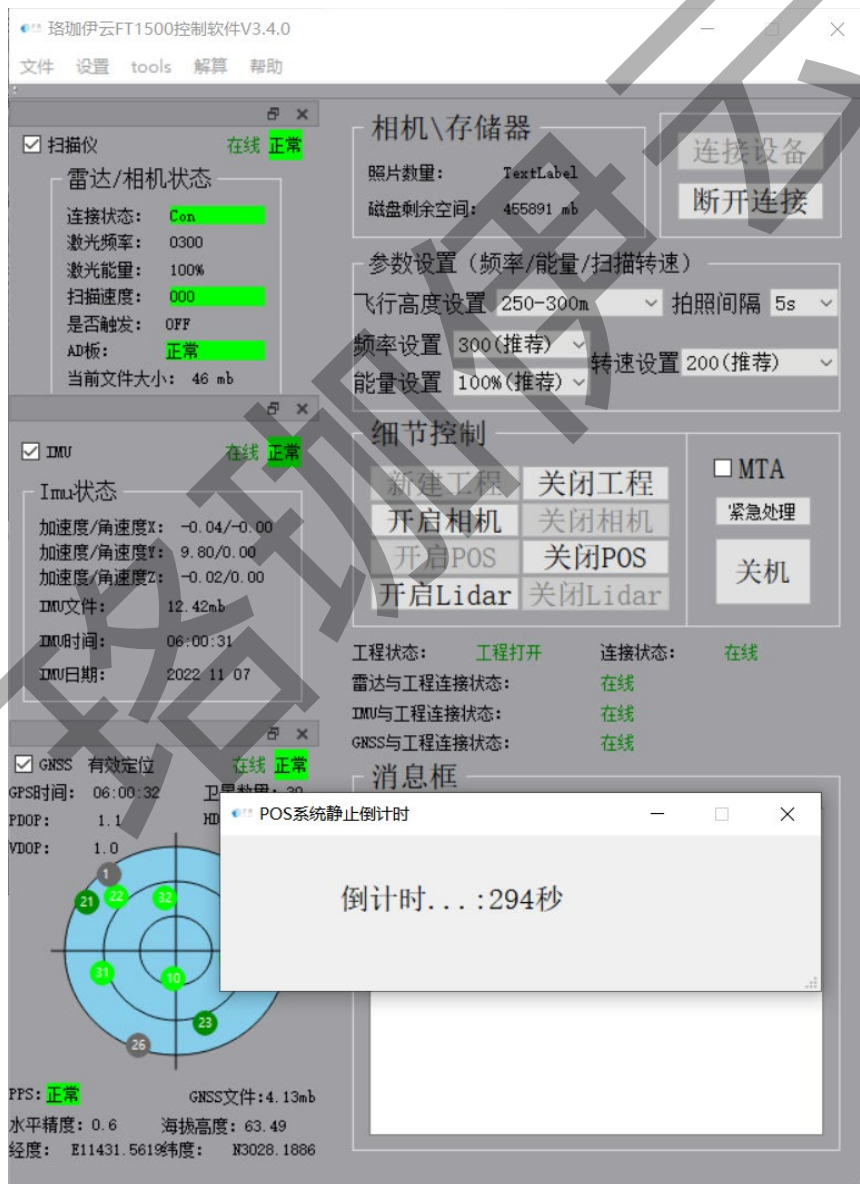 珞珈伊云FT1500控制软件V3.4.0
文件 设置 tools 解算 帮助
扫描仪 在线 正常
雷达/相机状态
连接状态: Con
激光频率: 0300
激光能量: 100%
扫描速度: 000
是否触发: OFF
AD板: 正常
当前文件大小: 46 mb
IMU 在线 正常
Imu状态
加速度/角速度X: -0.04/-0.00
加速度/角速度Y: 9.80/0.00
加速度/角速度Z: -0.02/0.00
IMU文件: 12.42mb
IMU时间: 06:00:31
IMU日期: 2022 11 07
GNSS 有效定位 在线 正常
GPS时间: 06:00:32 卫星数量: 39
PDOP: 1.1 HD
VDOP: 1.0
1
21 22 32
31 10
23
26
PPS: 正常 GNSS文件:4.13mb
水平精度: 0.6 海拔高度: 63.49
经度: E11431.5619 纬度: N3028.1886
相机\存储器
照片数量: TextLabel
磁盘剩余空间: 455891 mb
连接设备
断开连接
参数设置（频率/能量/扫描转速）
飞行高度设置 250-300m 拍照间隔 5s
频率设置 300(推荐)
转速设置 200(推荐)
能量设置 100%(推荐)
细节控制
新建工程 关闭工程
开启相机 关闭相机
开启POS 关闭POS
开启Lidar 关闭Lidar
MTA
紧急处理
关机
工程状态: 工程打开 连接状态: 在线
雷达与工程连接状态: 在线
IMU与工程连接状态: 在线
GNSS与工程连接状态: 在线
消息框
POS系统静止倒计时
倒计时...:294秒
珞珈伊云